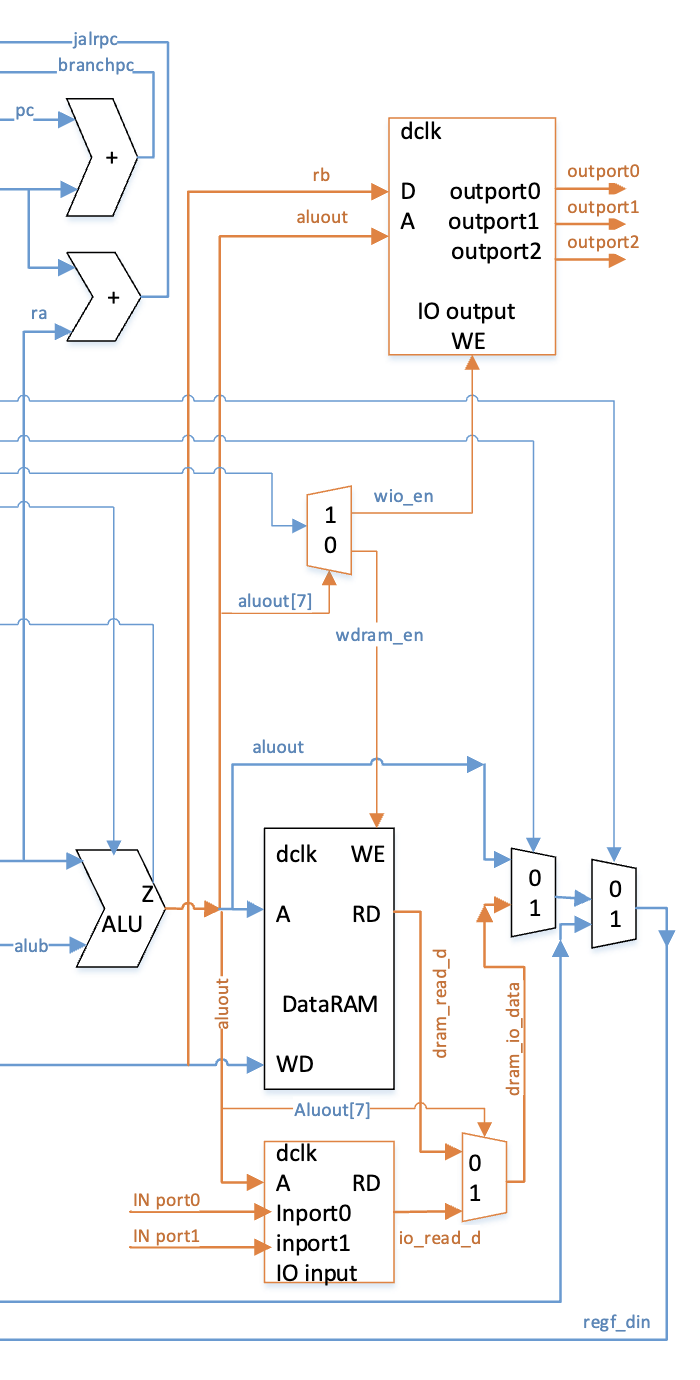 jalrpc
branchpc
pc
+
ra
+
rb
aluout
dclk
D outport0
A outport1
outport2
IO output
WE
outport0
outport1
outport2
1
0
wio_en
aluout[7]
wdram_en
aluout
Z
ALU
alub
dclk WE
A RD
DataRAM
WD
0
1
0
1
aluout
dram_read_d
dram_io_data
Aluout[7]
dclk
A RD
Inport0
inport1
IO input
IN port0
IN port1
0
1
io_read_d
regf_din